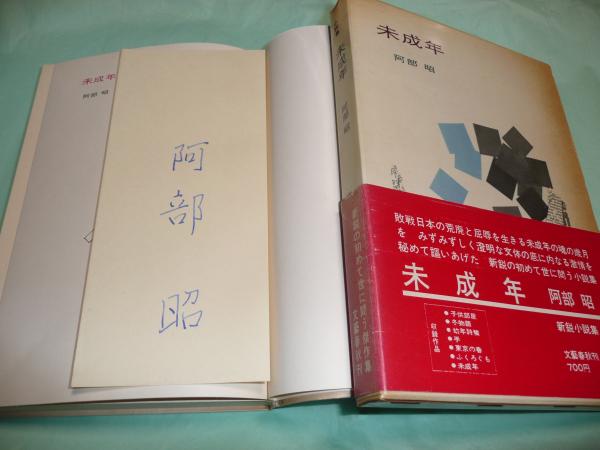 未成年
阿部 昭
阿部 昭
未成年
阿部 昭
未成年
阿部 昭
敗戦日本の荒廃と屈辱を生きる未成年の魂の歳月
を みずみずしく澄明な文体の底に内なる激情を
秘めて謳いあげた 新鋭の初めて世に問う小説集
未成年 阿部 昭
収録作品
●子供部屋
●冬物語
●幼年詩篇
●手
●東京の春
●ふくろぐも
●未成年
新鋭小説集
文藝春秋刊
700円
新鋭の初めて世に問う傑作集
文藝春秋刊